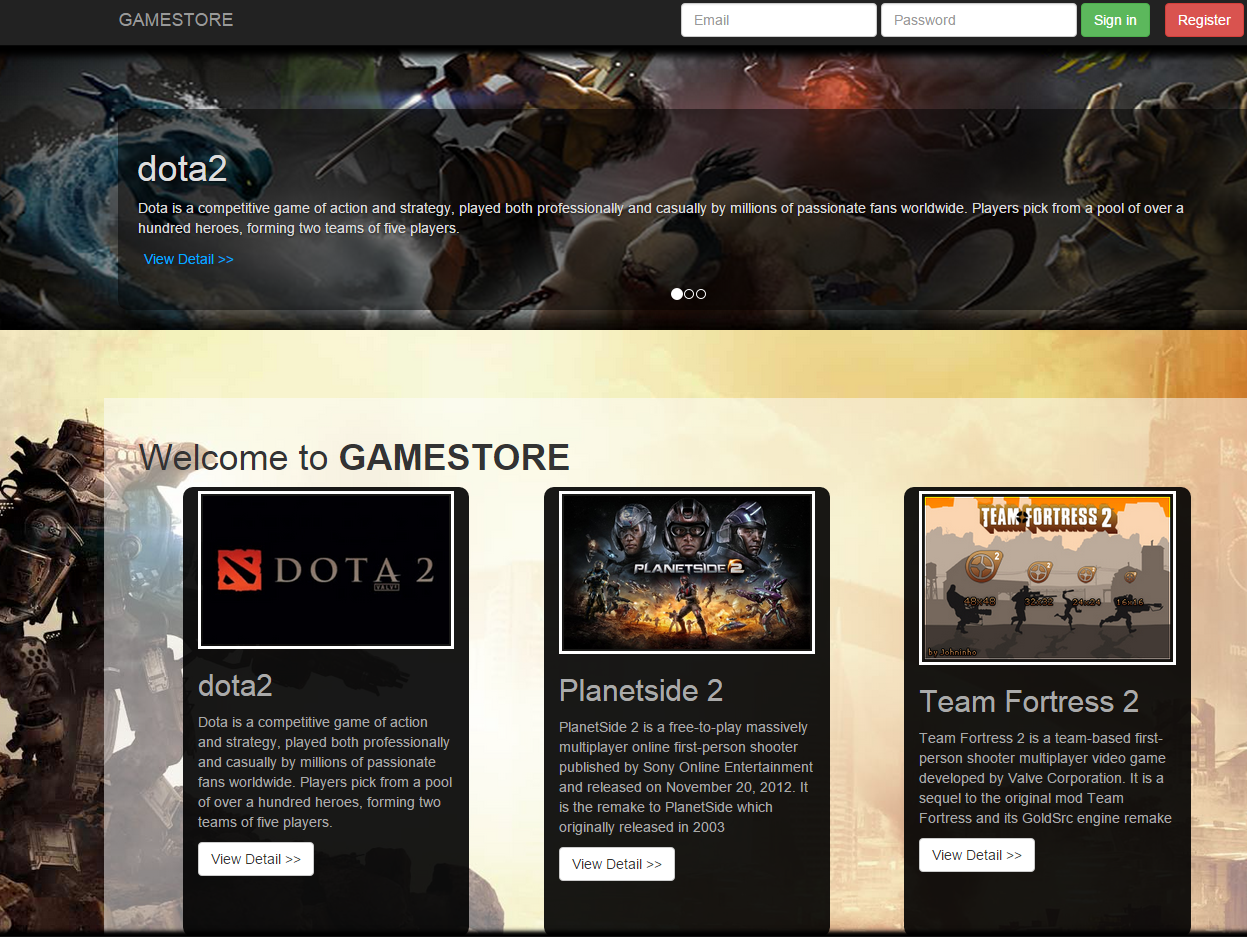 GAMESTORE
Email
Password
Sign in
Register
dota2
Dota is a competitive game of action and strategy, played both professionally and casually by millions of passionate fans worldwide. Players pick from a pool of over a
hundred heroes, forming two teams of five players.
View Detail >>
Welcome to GAMESTORE
DOTA 2
VALVE
dota2
Dota is a competitive game of action
and strategy, played both professionally
and casually by millions of passionate
fans worldwide. Players pick from a pool
of over a hundred heroes, forming two
teams of five players.
View Detail >>
PLANETSIDE 2
Planetside 2
PlanetSide 2 is a free-to-play massively
multiplayer online first-person shooter
published by Sony Online Entertainment
and released on November 20, 2012. It
is the remake to PlanetSide which
originally released in 2003
View Detail >>
TEAM FORTRESS 2
48x48
32x32
24x24
16x16
by Johninho
Team Fortress 2
Team Fortress 2 is a team-based first-
person shooter multiplayer video game
developed by Valve Corporation. It is a
sequel to the original mod Team
Fortress and its GoldSrc engine remake
View Detail >>